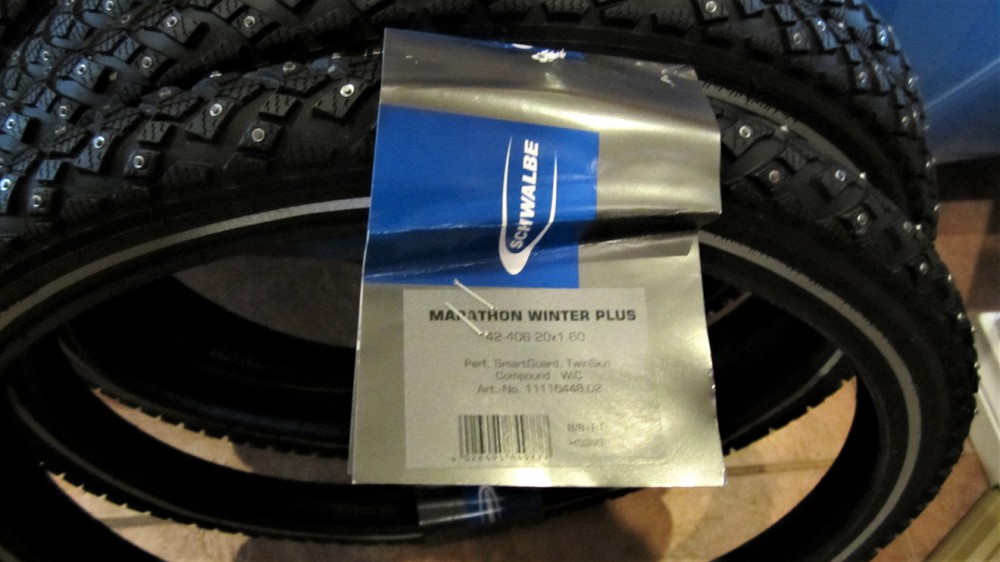 SCHWALBE
MARATHON WINTER PLUS
42-406 20x1.60
Perf, SmartGuard, TwinSkin
Compound WiC
Art.-No. 11116448.02